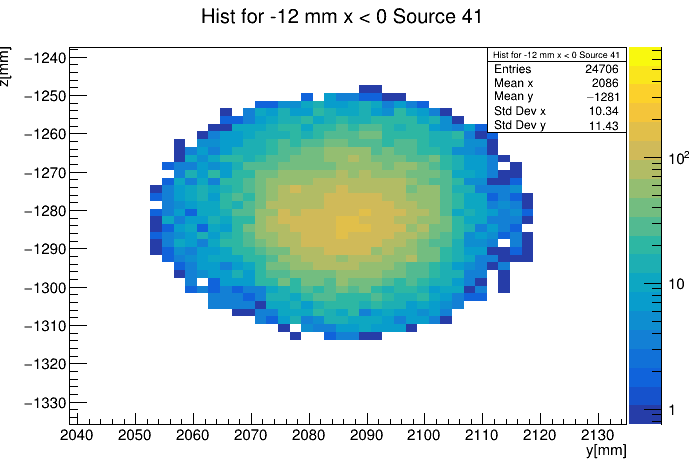 Hist for -12 mm x < 0 Source 41
z[mm]
Hist for -12 mm x < 0 Source 41
Entries 24706
Mean x 2086
Mean y −1281
Std Dev x 10.34
Std Dev y 11.43
−1240
−1250
−1260
−1270
−1280
−1290
−1300
−1310
−1320
−1330
10²
10
1
2040 2050 2060 2070 2080 2090 2100 2110 2120 2130
y[mm]